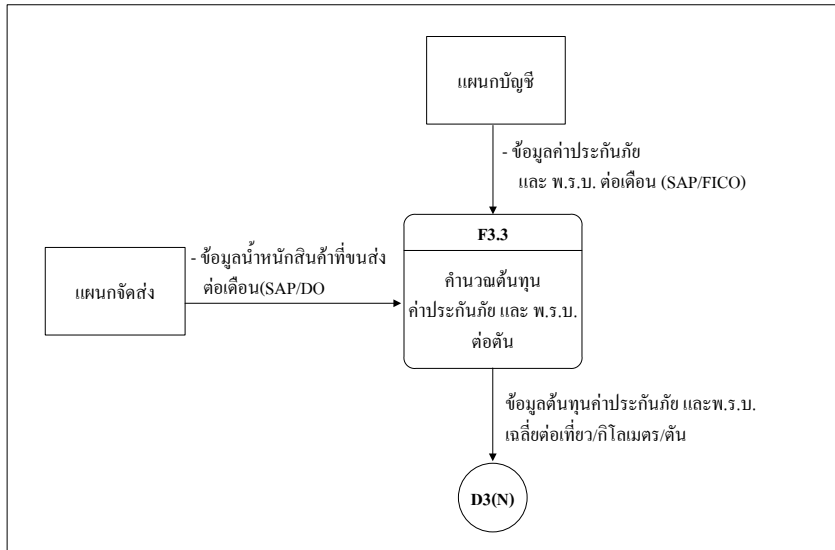 แผนกบัญชี
- ข้อมูลค่าประกันภัย
และ พ.ร.บ. ต่อเดือน (SAP/FICO)
F3.3
แผนกจัดส่ง
- ข้อมูลน้ำหนักสินค้าที่ขนส่ง
ต่อเดือน(SAP/DO
คำนวณต้นทุน
ค่าประกันภัย และ พ.ร.บ.
ต่อตัน
ข้อมูลต้นทุนค่าประกันภัย และพ.ร.บ.
เฉลี่ยต่อเที่ยว/กิโลเมตร/ตัน
D3(N)